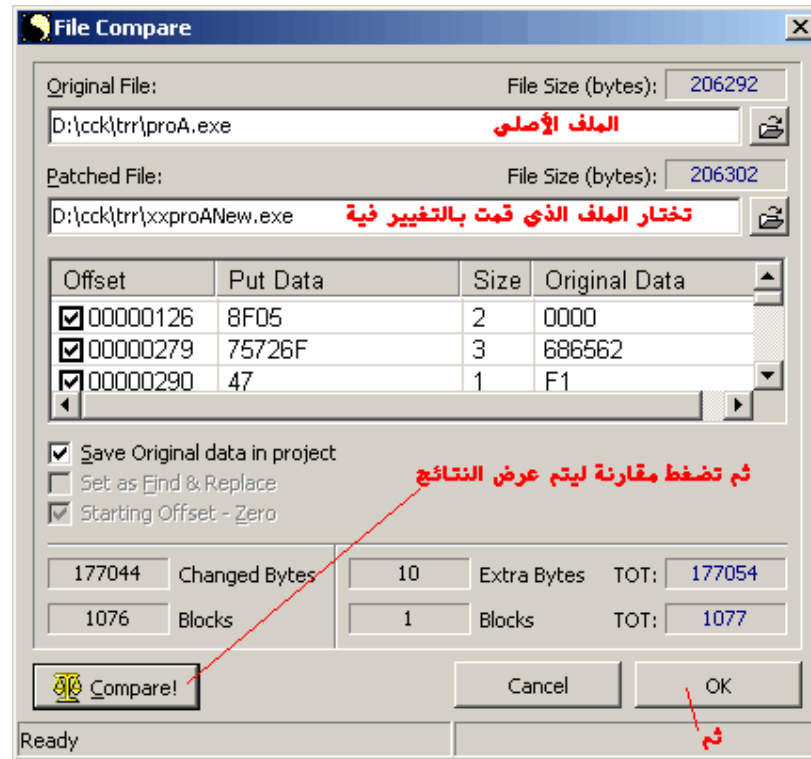 File Compare
Original File: File Size (bytes): 206292
D:\cck\trr\proA.exe الملف الأصلي
Patched File: File Size (bytes): 206302
D:\cck\trr\xxproANew.exe تختار الملف الذي قمت بالتغيير فية
Offset Put Data Size Original Data
00000126 8F05 2 0000
00000279 75726F 3 686562
00000290 47 1 F1
Save Original data in project
ثم تضغط مقارنة ليتم عرض النتائج
Set as Find & Replace
Starting Offset - Zero
177044 Changed Bytes 10 Extra Bytes TOT: 177054
1076 Blocks 1 Blocks TOT: 1077
Compare! Cancel OK
Ready ثم